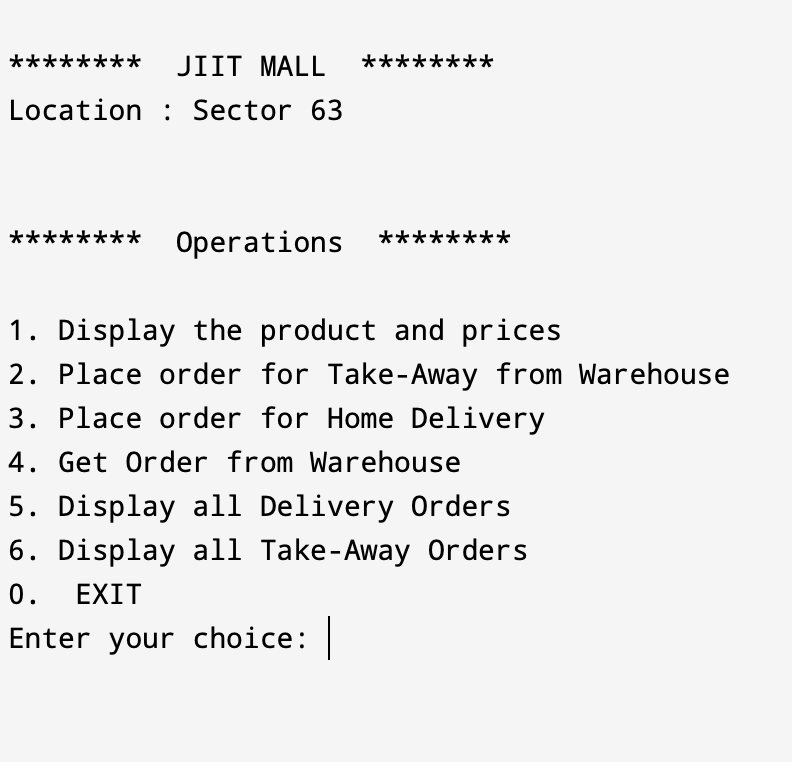 ********  JIIT MALL  ********
Location : Sector 63
********  Operations  ********
1. Display the product and prices
2. Place order for Take-Away from Warehouse
3. Place order for Home Delivery
4. Get Order from Warehouse
5. Display all Delivery Orders
6. Display all Take-Away Orders
0.  EXIT
Enter your choice: